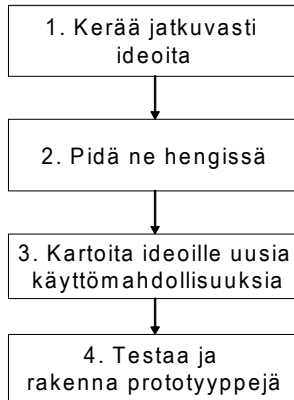 1. Kerää jatkuvasti
ideoita
2. Pidä ne hengissä
3. Kartoita ideoille uusia
käyttömahdollisuuksia
4. Testaa ja
rakenna prototyyppejä